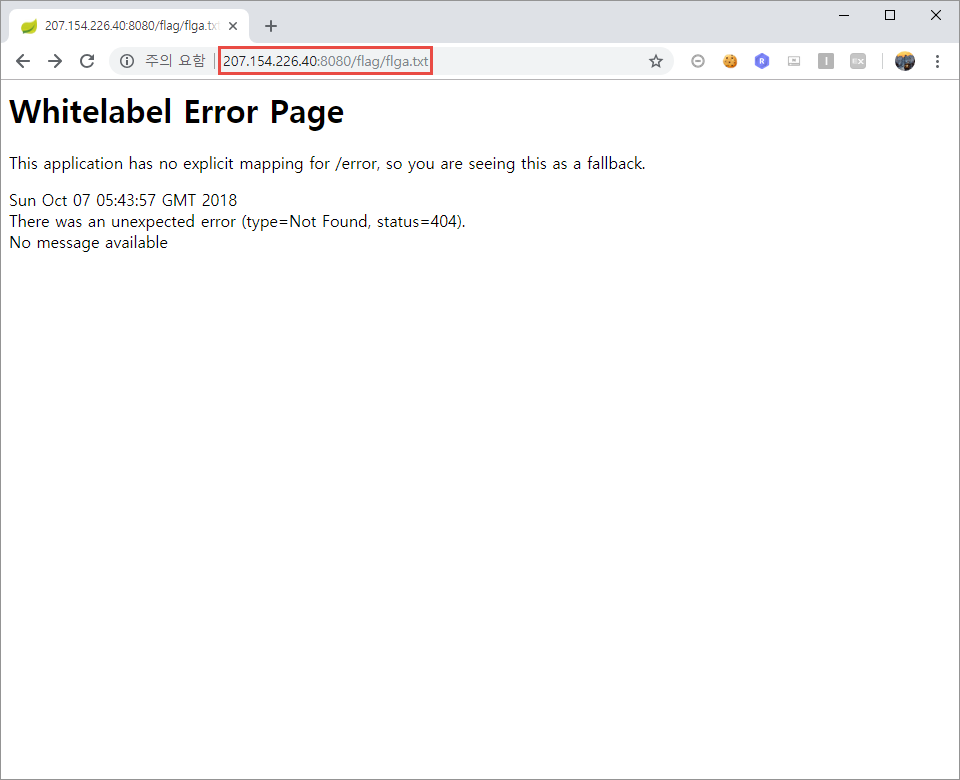 207.154.226.40:8080/flag/flga.txt
주의 요함
207.154.226.40:8080/flag/flga.txt
Whitelabel Error Page
This application has no explicit mapping for /error, so you are seeing this as a fallback.
Sun Oct 07 05:43:57 GMT 2018
There was an unexpected error (type=Not Found, status=404).
No message available